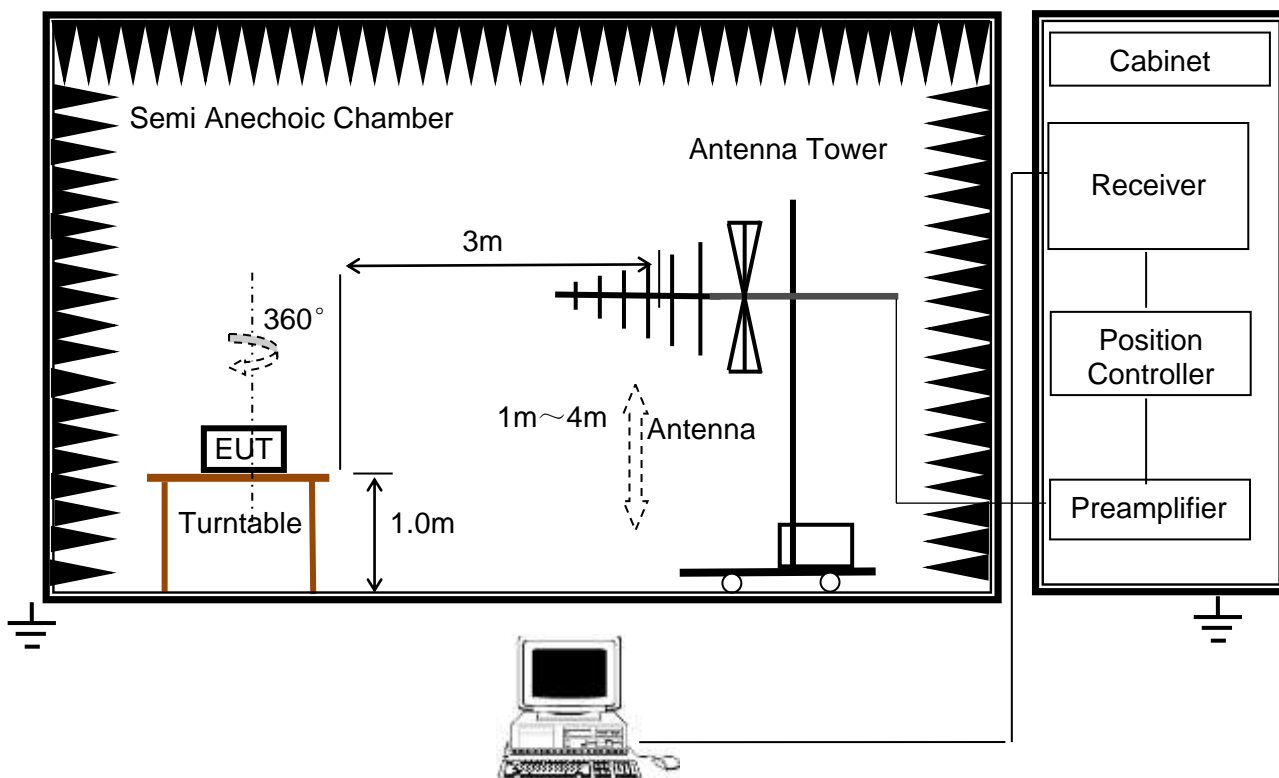 Cabinet
Semi Anechoic Chamber
Antenna Tower
Receiver
3m
360°
Position
Controller
1m～4m
Antenna
EUT
Turntable
1.0m
Preamplifier